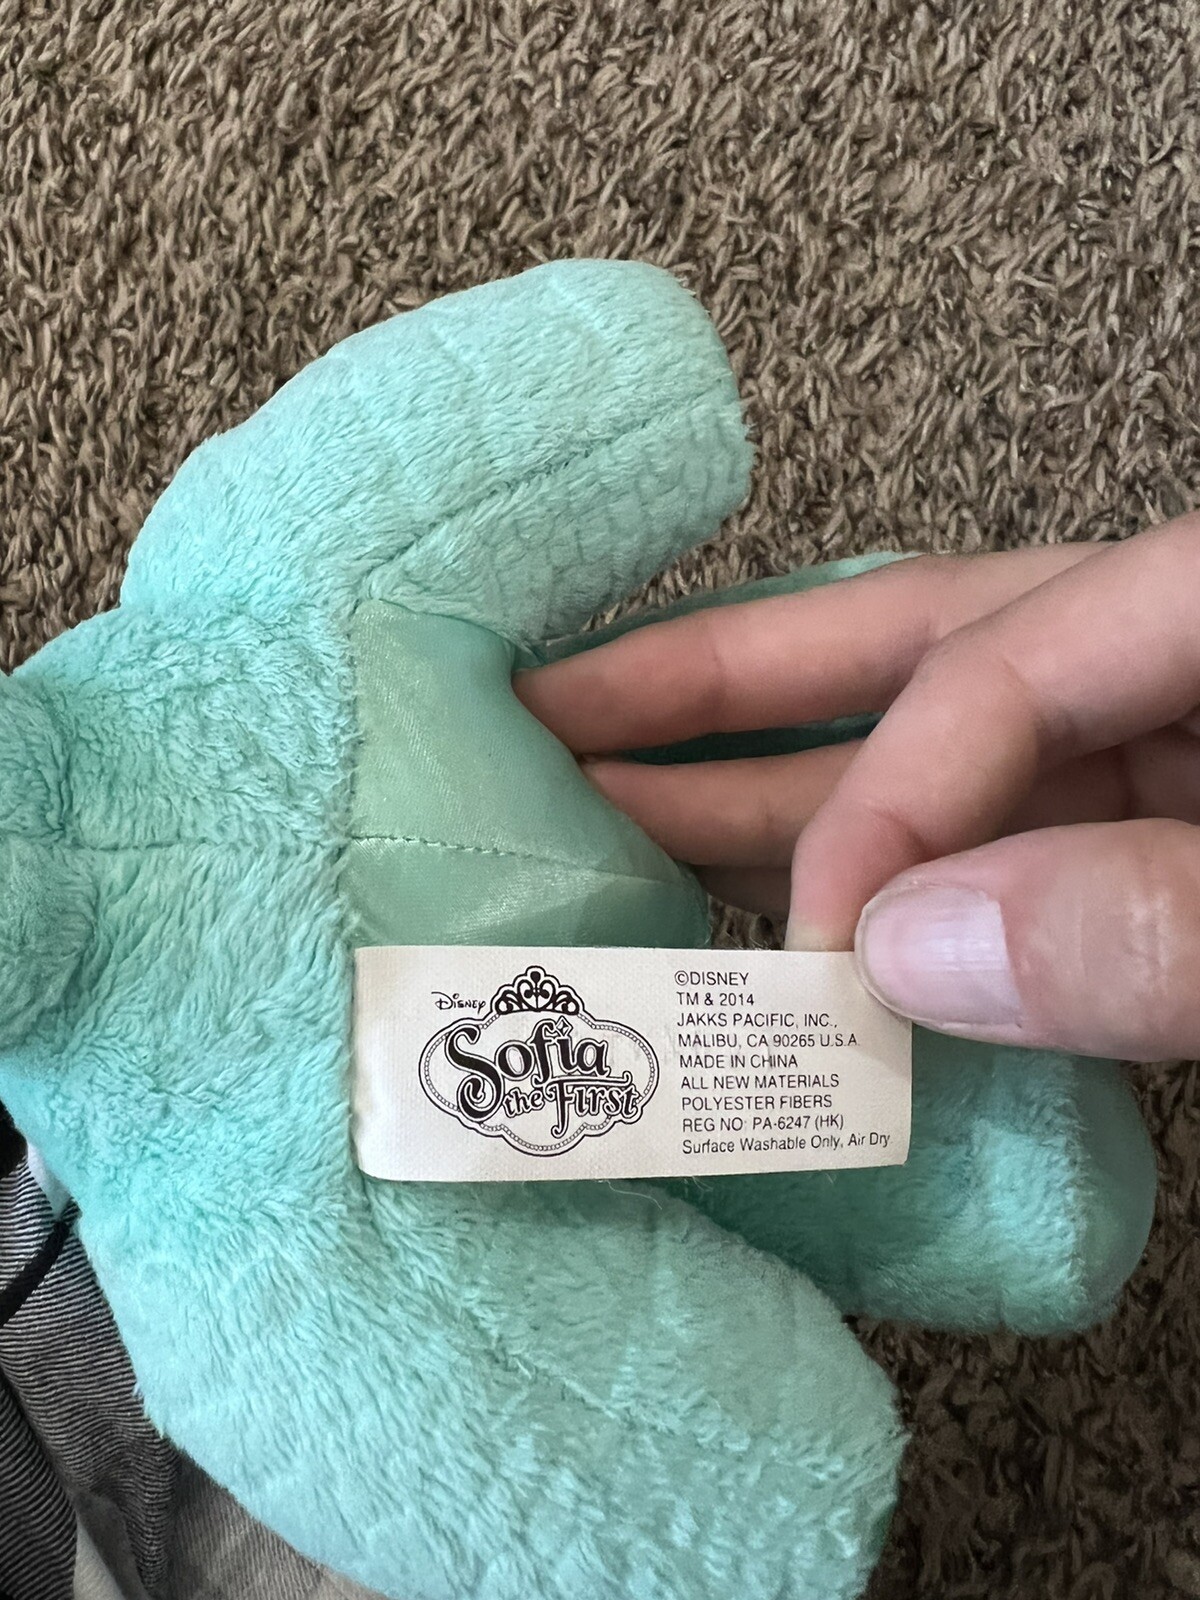 Disney
Sofia
the First
©DISNEY
TM & 2014
JAKKS PACIFIC, INC.,
MALIBU, CA 90265 U.S.A.
MADE IN CHINA
ALL NEW MATERIALS
POLYESTER FIBERS
REG NO: PA-6247 (HK)
Surface Washable Only, Air Dry